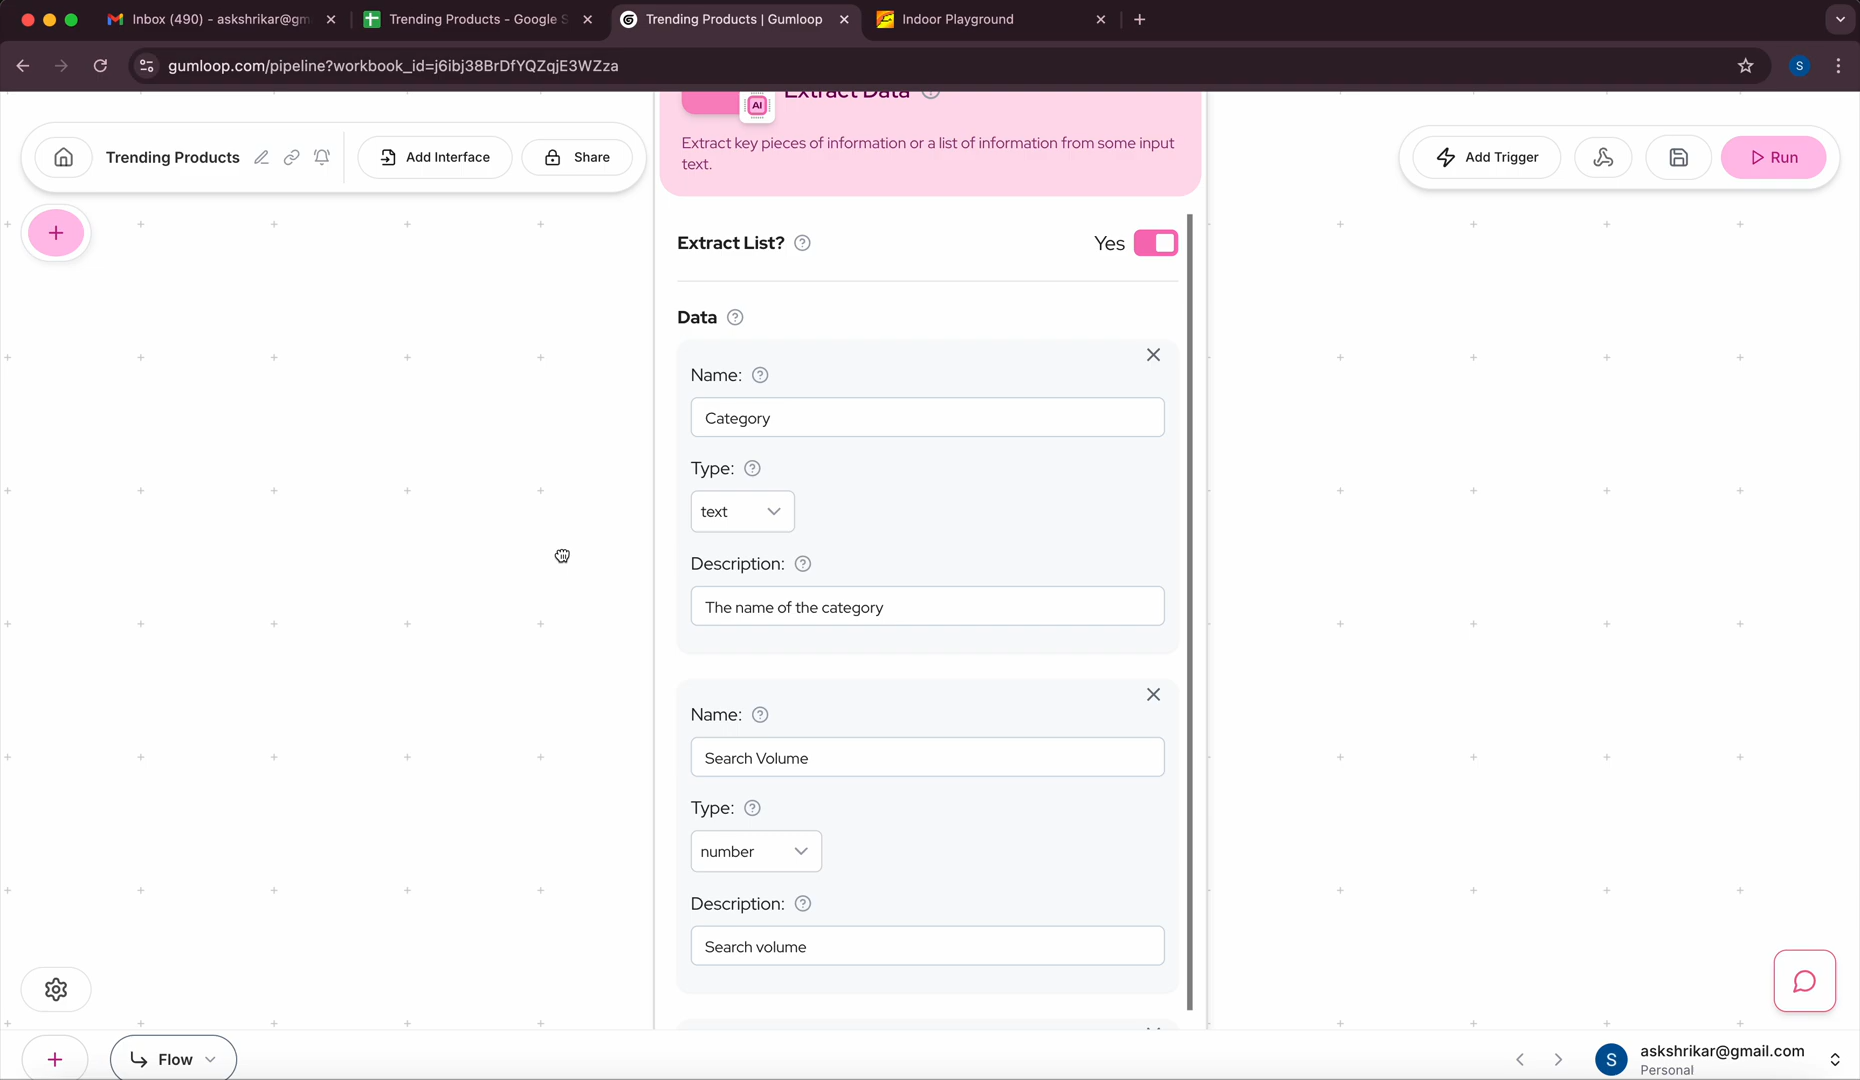 Inbox (490) - askshrikar@gm
Trending Products - Google S
Trending Products | Gumloop
Indoor Playground
gumloop.com/pipeline?workbook_id=j6ibj38BrDfYQZqjE3WZza
S
Trending Products
Add Interface
Share
Add Trigger
Run
AI
Extract Data
Extract key pieces of information or a list of information from some input
text.
Extract List?
Yes
Data
Name:
Category
Type:
text
Description:
The name of the category
Name:
Search Volume
Type:
number
Description:
Search volume
Flow
S
askshrikar@gmail.com
Personal